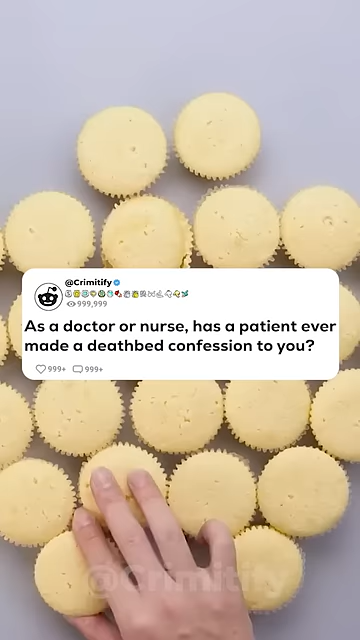 @Crimitify
999,999
As a doctor or nurse, has a patient ever
made a deathbed confession to you?
999+ 999+
@Crimitify